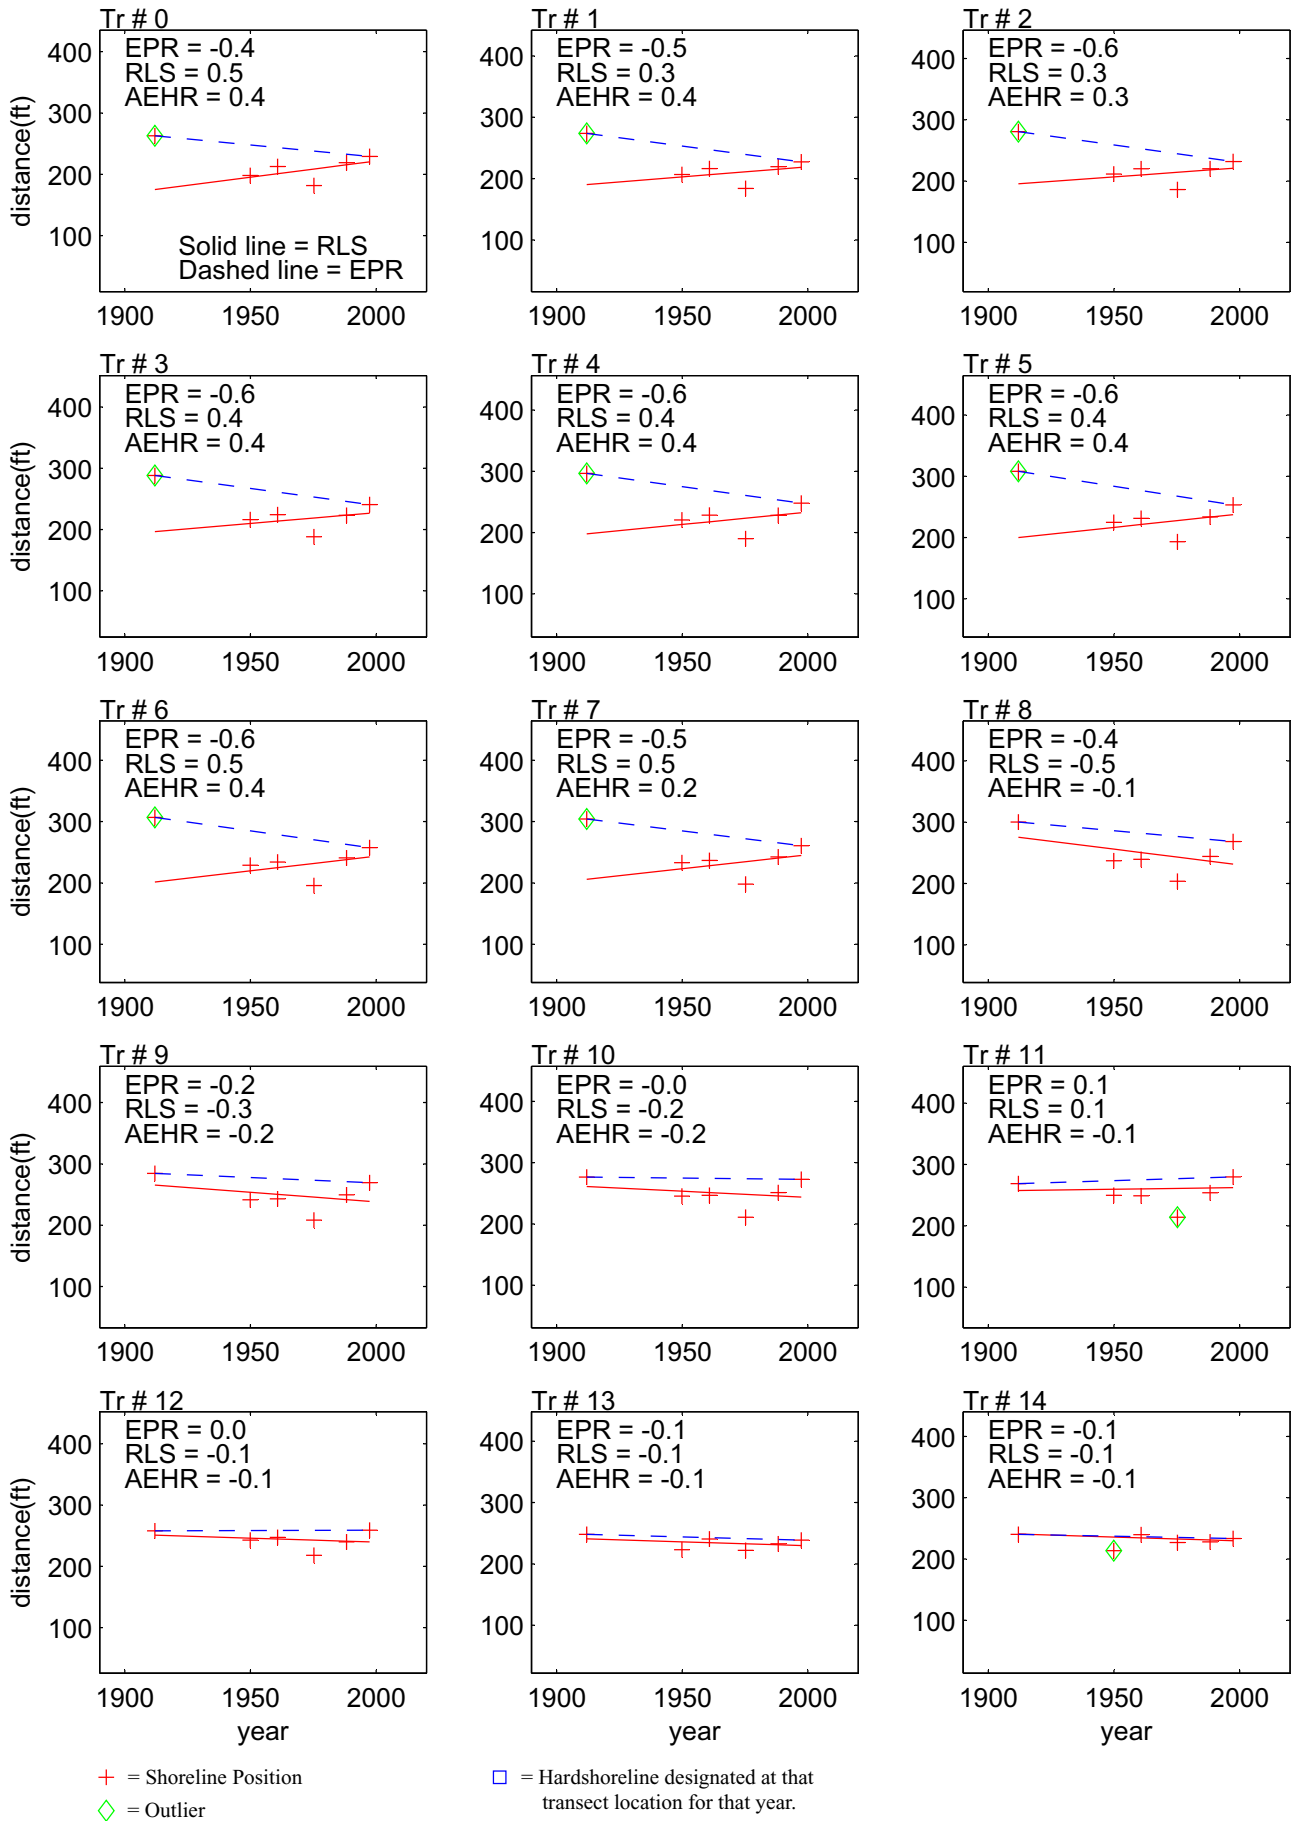 Tr # 0
EPR = -0.4
RLS = 0.5
AEHR = 0.4
Solid line = RLS
Dashed line = EPR
distance(ft)
400
300
200
100
1900 1950 2000
Tr # 1
EPR = -0.5
RLS = 0.3
AEHR = 0.4
400
300
200
100
1900 1950 2000
Tr # 2
EPR = -0.6
RLS = 0.3
AEHR = 0.3
400
300
200
100
1900 1950 2000
Tr # 3
EPR = -0.6
RLS = 0.4
AEHR = 0.4
distance(ft)
400
300
200
100
1900 1950 2000
Tr # 4
EPR = -0.6
RLS = 0.4
AEHR = 0.4
400
300
200
100
1900 1950 2000
Tr # 5
EPR = -0.6
RLS = 0.4
AEHR = 0.4
400
300
200
100
1900 1950 2000
Tr # 6
EPR = -0.6
RLS = 0.5
AEHR = 0.4
distance(ft)
400
300
200
100
1900 1950 2000
Tr # 7
EPR = -0.5
RLS = 0.5
AEHR = 0.2
400
300
200
100
1900 1950 2000
Tr # 8
EPR = -0.4
RLS = -0.5
AEHR = -0.1
400
300
200
100
1900 1950 2000
Tr # 9
EPR = -0.2
RLS = -0.3
AEHR = -0.2
distance(ft)
400
300
200
100
1900 1950 2000
Tr # 10
EPR = -0.0
RLS = -0.2
AEHR = -0.2
400
300
200
100
1900 1950 2000
Tr # 11
EPR = 0.1
RLS = 0.1
AEHR = -0.1
400
300
200
100
1900 1950 2000
Tr # 12
EPR = 0.0
RLS = -0.1
AEHR = -0.1
distance(ft)
400
300
200
100
1900 1950 2000
year
Tr # 13
EPR = -0.1
RLS = -0.1
AEHR = -0.1
400
300
200
100
1900 1950 2000
year
Tr # 14
EPR = -0.1
RLS = -0.1
AEHR = -0.1
400
300
200
100
1900 1950 2000
year
= Shoreline Position
= Outlier
= Hardshoreline designated at that
transect location for that year.